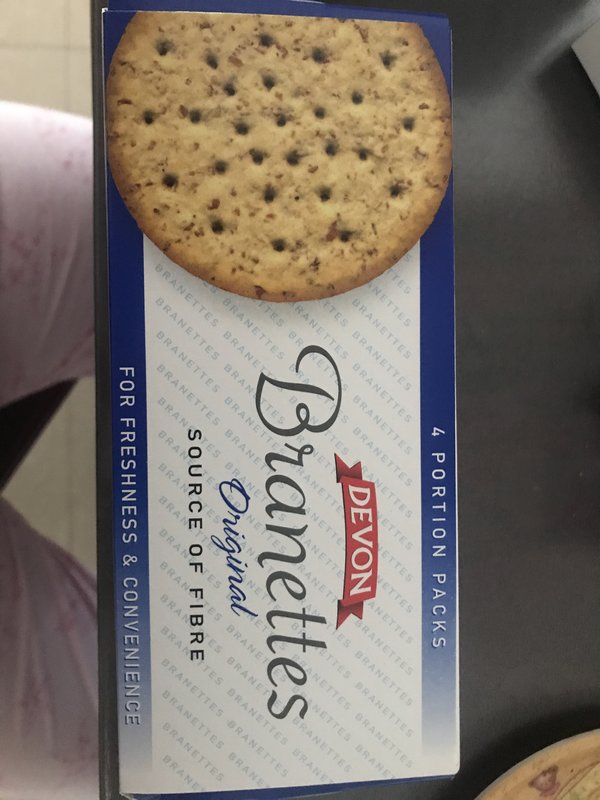 4 PORTION PACKS
DEVON
Branettes
Original
SOURCE OF FIBRE
FOR FRESHNESS & CONVENIENCE